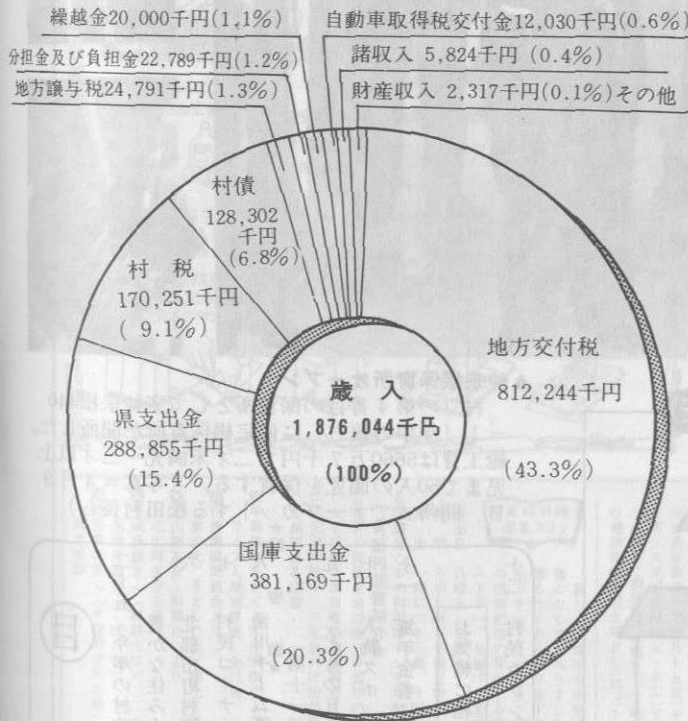 繰越金20,000千円(1.1%)
自動車取得税交付金12,030千円(0.6%)
分担金及び負担金22,789千円(1.2%)
諸収入 5,824千円 (0.4%)
地方譲与税24,791千円(1.3%)
財産収入 2,317千円(0.1%)その他
村債
128,302
千円
(6.8%)
村 税
170,251千円
( 9.1%)
県支出金
288,855千円
(15.4%)
国庫支出金
381,169千円
(20.3%)
地方交付税
812,244千円
(43.3%)
歳 入
1,876,044千円
(100%)